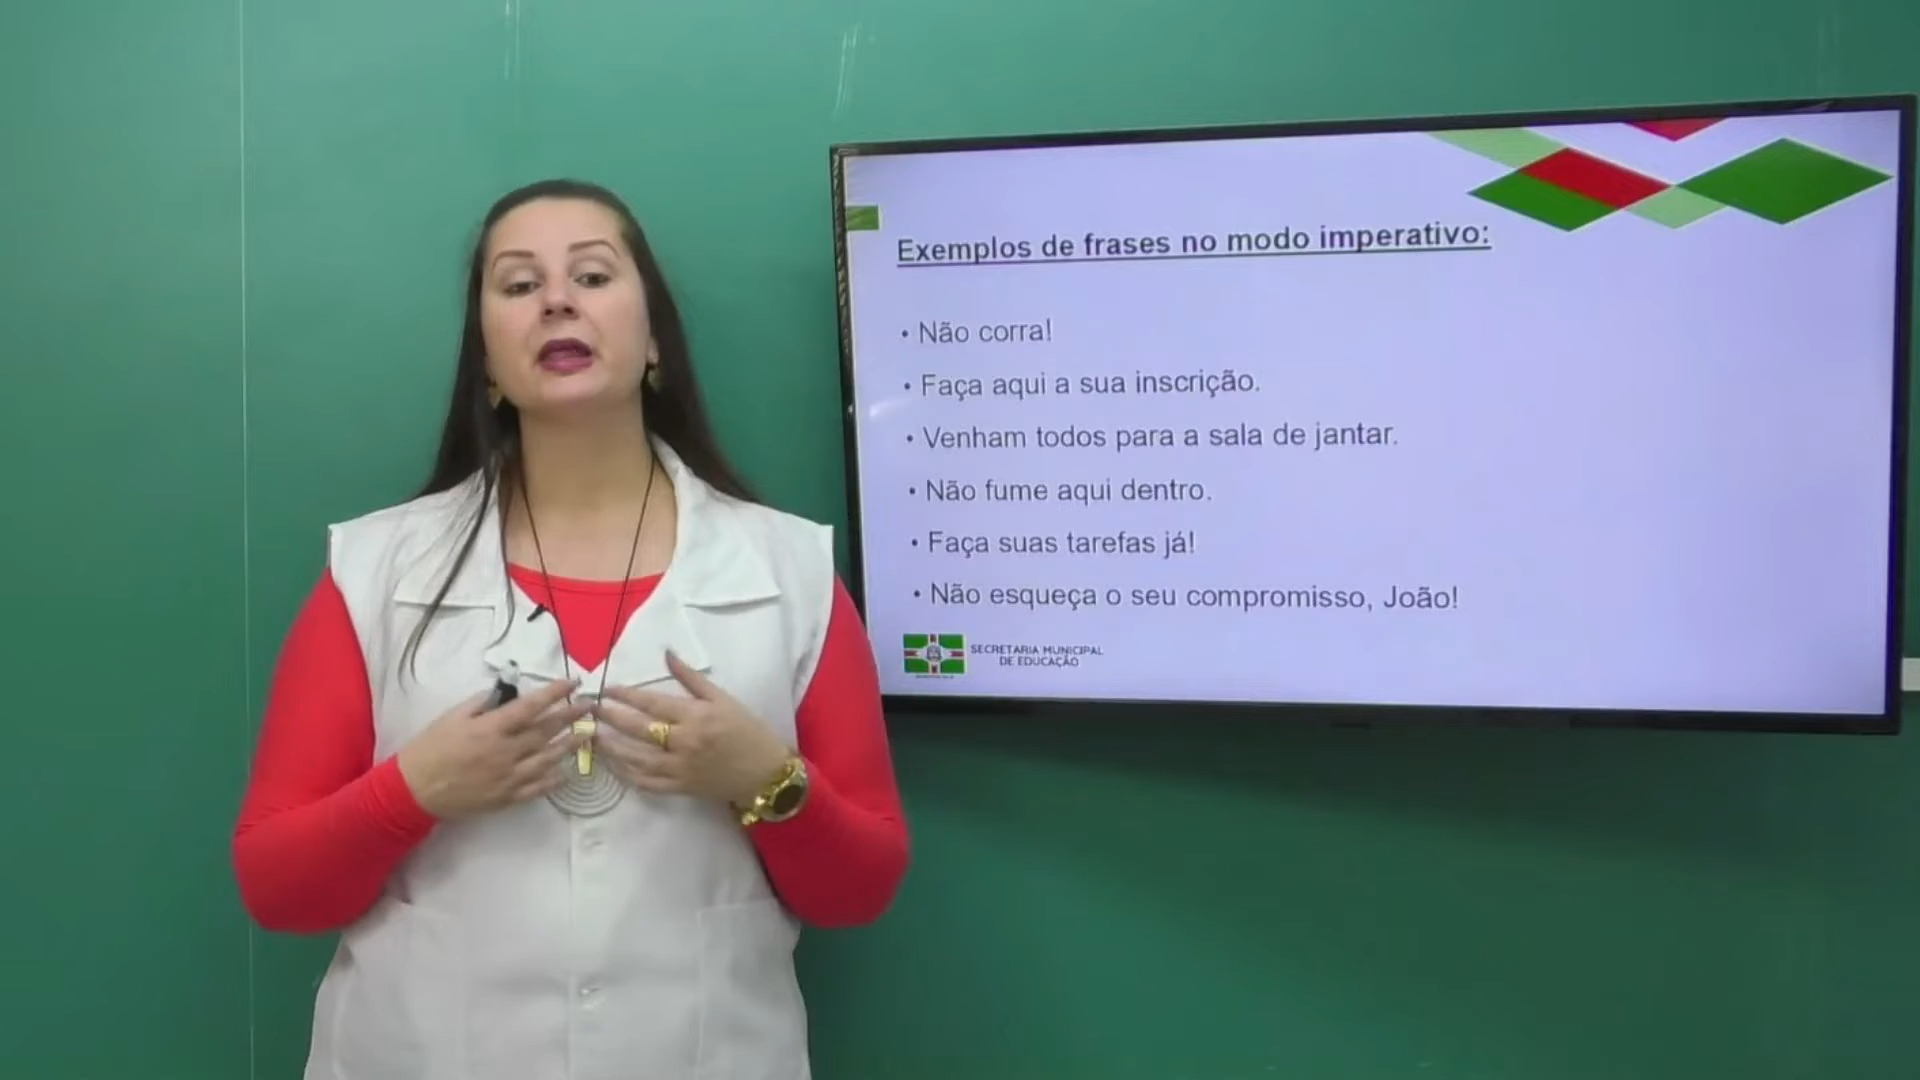 Exemplos de frases no modo imperativo:
• Não corra!
• Faça aqui a sua inscrição.
• Venham todos para a sala de jantar.
• Não fume aqui dentro.
• Faça suas tarefas já!
• Não esqueça o seu compromisso, João!
SECRETARIA MUNICIPAL
DE EDUCAÇÃO